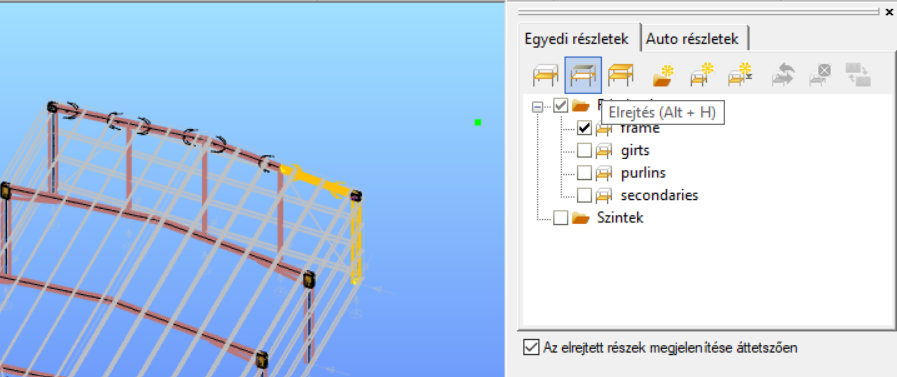 Egyedi részletek
Auto részletek
Elrejtés (Alt + H)
frame
girts
purlins
secondaries
Szintek
Az elrejtett részek megjelenítése áttetszően